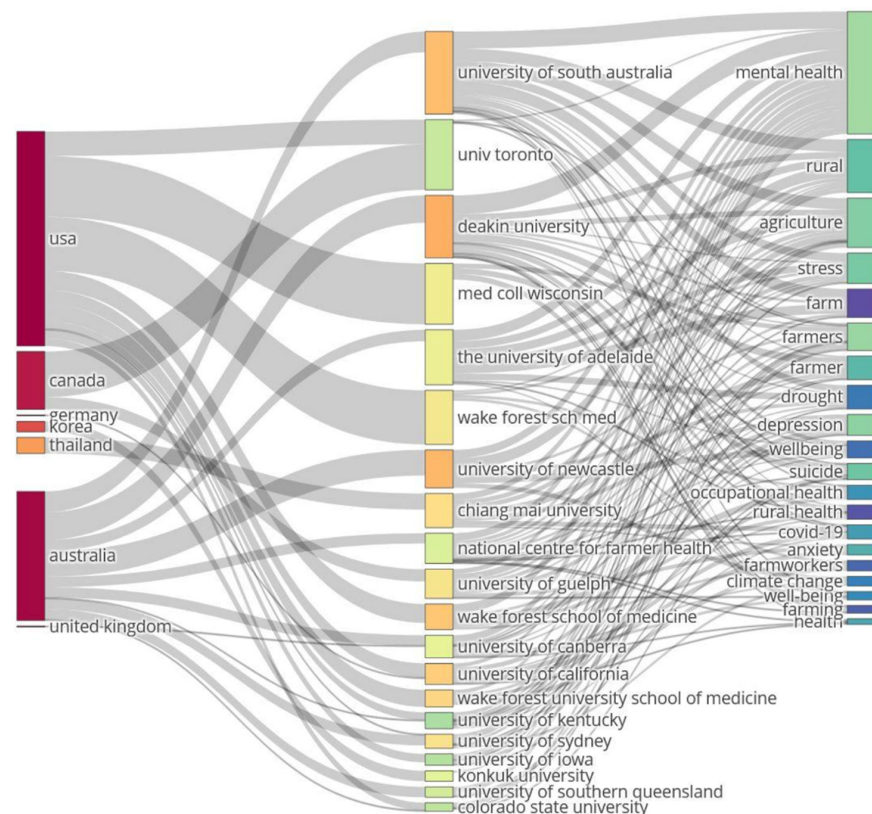 usa
canada
germany
korea
thailand
australia
united kingdom
university of south australia
univ toronto
deakin university
med coll wisconsin
the university of adelaide
wake forest sch med
university of newcastle
chiang mai university
national centre for farmer health
university of guelph
wake forest school of medicine
university of canberra
university of california
wake forest university school of medicine
university of kentucky
university of sydney
university of iowa
konkuk university
university of southern queensland
colorado state university
mental health
rural
agriculture
stress
farm
farmers
farmer
drought
depression
wellbeing
suicide
occupational health
rural health
covid-19
anxiety
farmworkers
climate change
well-being
farming
health